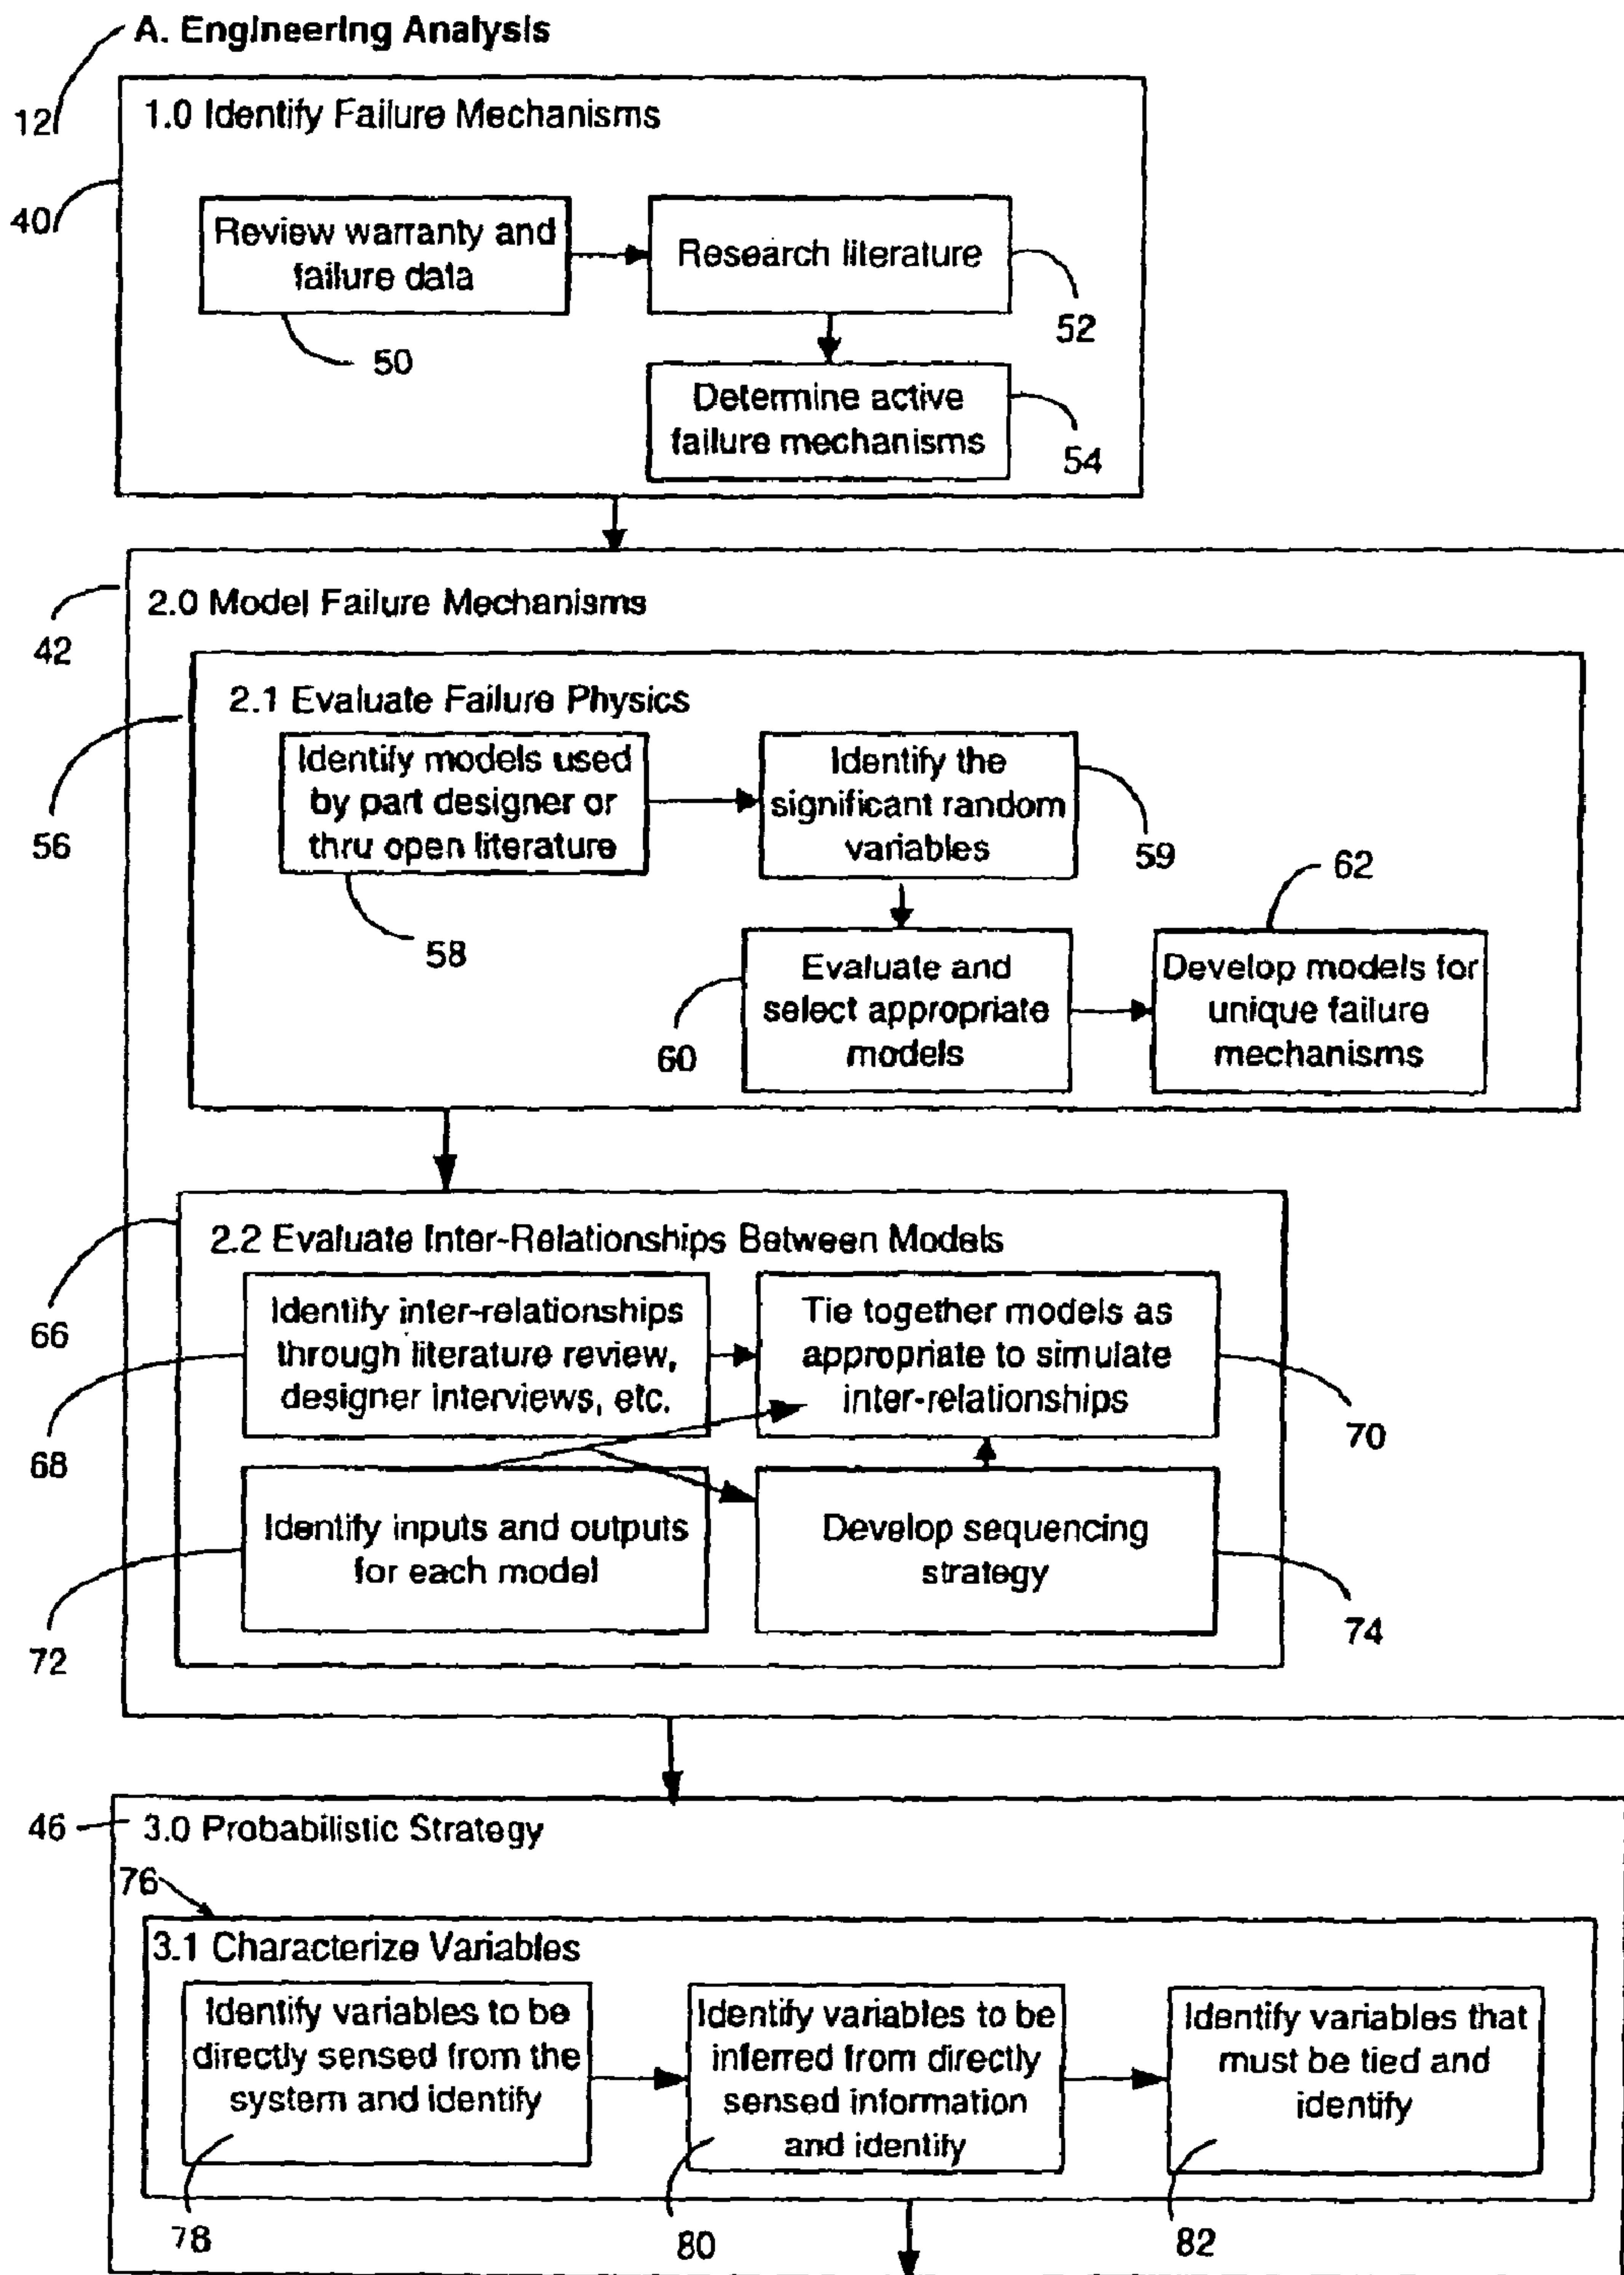 A. Engineering Analysis
12
1.0 Identify Failure Mechanisms
40
Review warranty and
failure data
Research literature
52
50
Determine active
failure mechanisms
54
2.0 Model Failure Mechanisms
42
2.1 Evaluate Failure Physics
Identify models used
by part designer or
thru open literature
Identify the
significant random
variables
56
59
62
58
Evaluate and
select appropriate
models
Develop models for
unique failure
mechanisms
60
2.2 Evaluate Inter-Relationships Between Models
66
Identify inter-relationships
through literature review,
designer interviews, etc.
Tie together models as
appropriate to simulate
inter-relationships
70
68
Identify inputs and outputs
for each model
Develop sequencing
strategy
74
72
46
3.0 Probabilistic Strategy
76
3.1 Characterize Variables
Identify variables to be
directly sensed from the
system and identify
Identify variables to be
inferred from directly
sensed information
and identify
Identify variables that
must be tied and
identify
78
80
82